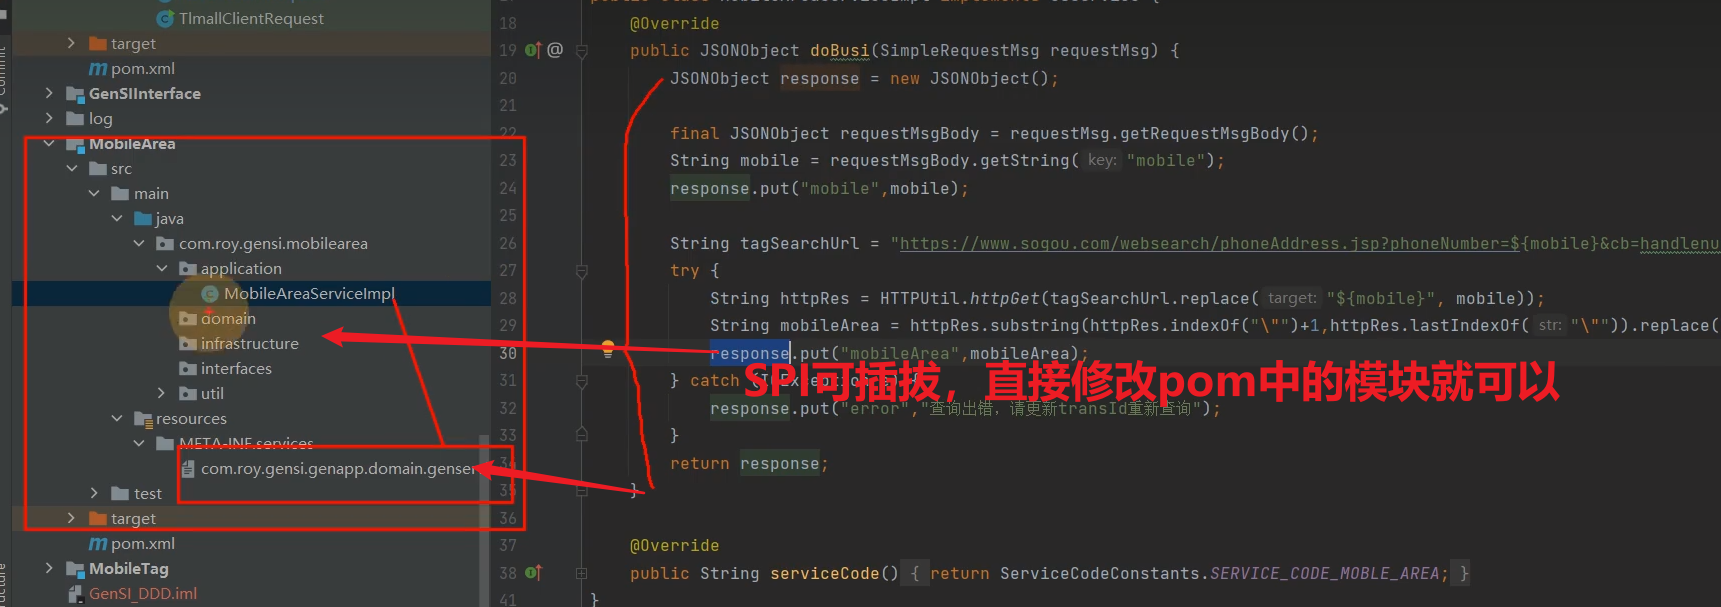 TlmallClientRequest
target
pom.xml
GenSIInterface
log
MobileArea
src
main
java
com.roy.gensi.mobilearea
application
MobileAreaServiceImpl
domain
infrastructure
interfaces
util
resources
META-INF.services
com.roy.gensi.genapp.domain.genser
test
target
pom.xml
MobileTag
GenSI_DDD.iml
18 @Override
19 public JSONObject doBusi(SimpleRequestMsg requestMsg) {
20 JSONObject response = new JSONObject();
21
22 final JSONObject requestMsgBody = requestMsg.getRequestMsgBody();
23 String mobile = requestMsgBody.getString( key: "mobile");
24 response.put("mobile",mobile);
25
26 String tagSearchUrl = "https://www.sogou.com/websearch/phoneAddress.jsp?phoneNumber=${mobile}&cb=handlenu
27 try {
28 String httpRes = HTTPUtil.httpGet(tagSearchUrl.replace( target: "${mobile}", mobile));
29 String mobileArea = httpRes.substring(httpRes.indexOf("\"")+1,httpRes.lastIndexOf( str: "\"")).replace(
30 response.put("mobileArea",mobileArea);
SPI可插拔，直接修改pom中的模块就可以
31 } catch (IOException e) {
32 response.put("error","查询出错，请更新transId重新查询");
33 }
34 return response;
35 }
36
37 @Override
38 public String serviceCode() { return ServiceCodeConstants.SERVICE_CODE_MOBLE_AREA; }
41 }